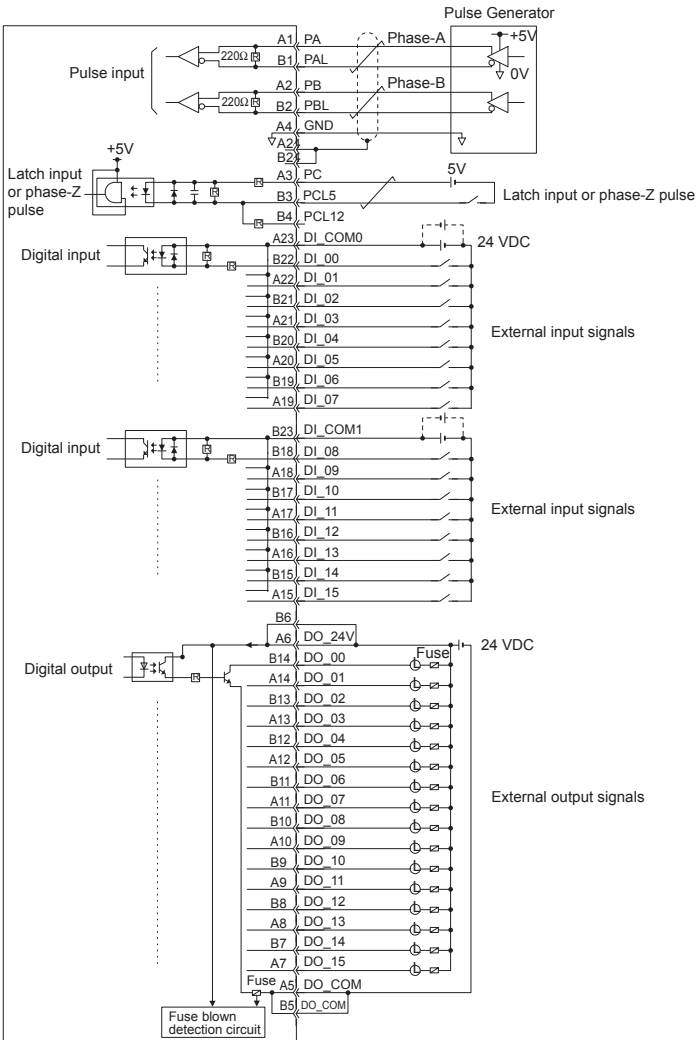 Pulse Generator
A1 PA Phase-A +5V
220Ω R
B1 PAL
0V
Pulse input
A2 PB Phase-B
220Ω R
B2 PBL
A4 GND
A24
B24
+5V
A3 PC 5V
Latch input
or phase-Z
pulse
R
B3 PCL5
Latch input or phase-Z pulse
R
B4 PCL12
A23 DI_COM0 24 VDC
Digital input
R
R
B22 DI_00
A22 DI_01
B21 DI_02
A21 DI_03
External input signals
B20 DI_04
A20 DI_05
B19 DI_06
A19 DI_07
B23 DI_COM1
Digital input
R
R
B18 DI_08
A18 DI_09
B17 DI_10
A17 DI_11
External input signals
B16 DI_12
A16 DI_13
B15 DI_14
A15 DI_15
B6
A6 DO_24V 24 VDC
Fuse
Digital output
R
B14 DO_00 L
A14 DO_01 L
B13 DO_02 L
A13 DO_03 L
B12 DO_04 L
A12 DO_05 L
B11 DO_06 L
A11 DO_07 L
External output signals
B10 DO_08 L
A10 DO_09 L
B9 DO_10 L
A9 DO_11 L
B8 DO_12 L
A8 DO_13 L
B7 DO_14 L
A7 DO_15 L
Fuse
A5 DO_COM
B5 DO_COM
Fuse blown
detection circuit